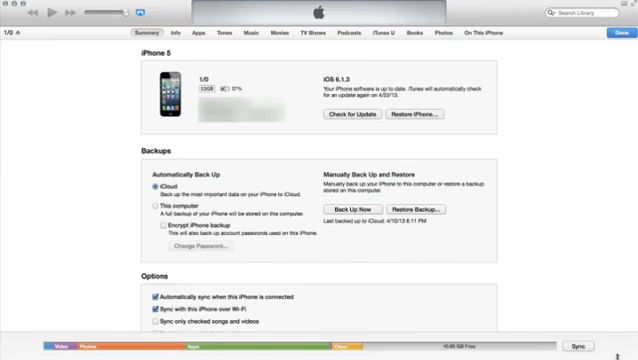 Search Library
1/0
Summary Info Apps Tones Music Movies TV Shows Podcasts iTunes U Books Photos On This iPhone
Done
iPhone 5
1/0
32GB 57%
iOS 6.1.3
Your iPhone software is up to date. iTunes will automatically check
for an update again on 4/22/13.
Check for Update Restore iPhone...
Backups
Automatically Back Up
iCloud
Back up the most important data on your iPhone to iCloud.
This computer
A full backup of your iPhone will be stored on this computer.
Encrypt iPhone backup
This will also back up account passwords used on this iPhone.
Change Password...
Manually Back Up and Restore
Manually back up your iPhone to this computer or restore a backup
stored on this computer.
Back Up Now Restore Backup...
Last backed up to iCloud: 4/10/13 6:11 PM
Options
Automatically sync when this iPhone is connected
Sync with this iPhone over Wi-Fi
Sync only checked songs and videos
Video Photos Apps Other 10.65 GB Free Sync